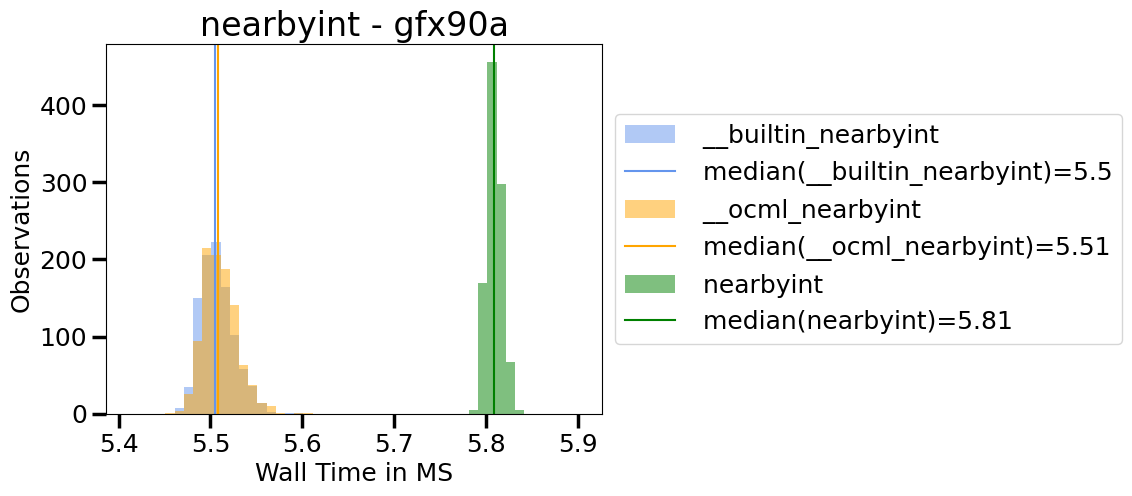 nearbyint - gfx90a
Observations
400
300
200
100
0
5.4 5.5 5.6 5.7 5.8 5.9
Wall Time in MS
__builtin_nearbyint
median(__builtin_nearbyint)=5.5
__ocml_nearbyint
median(__ocml_nearbyint)=5.51
nearbyint
median(nearbyint)=5.81